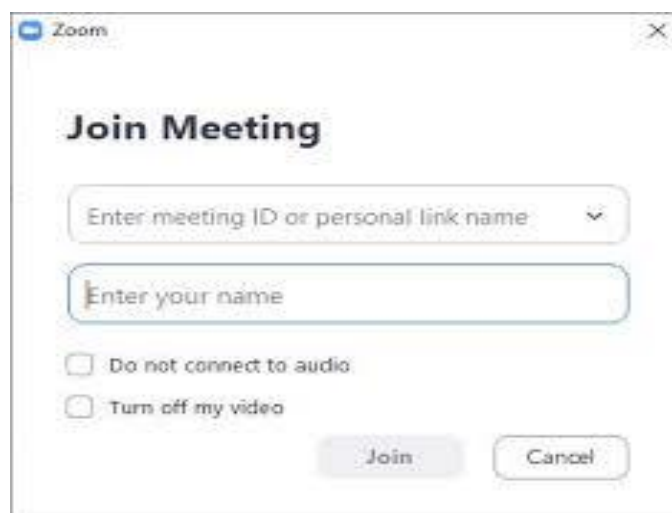 Zoom
Join Meeting
Enter meeting ID or personal link name
Enter your name
Do not connect to audio
Turn off my video
Join Cancel